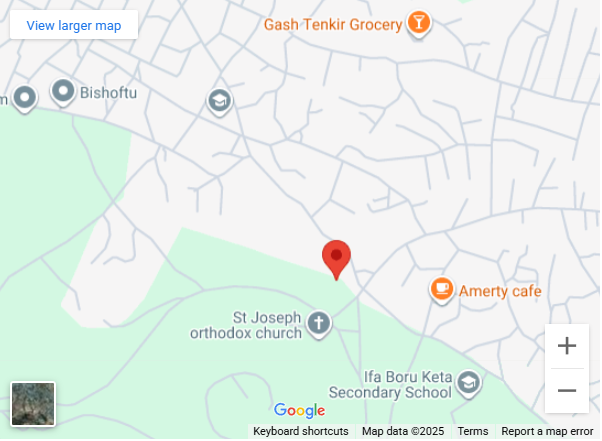 View larger map
Gash Tenkir Grocery
m
Bishoftu
Amerty cafe
St Joseph
orthodox church
Ifa Boru Keta
Secondary School
Google
Keyboard shortcuts
Map data ©2025
Terms
Report a map error